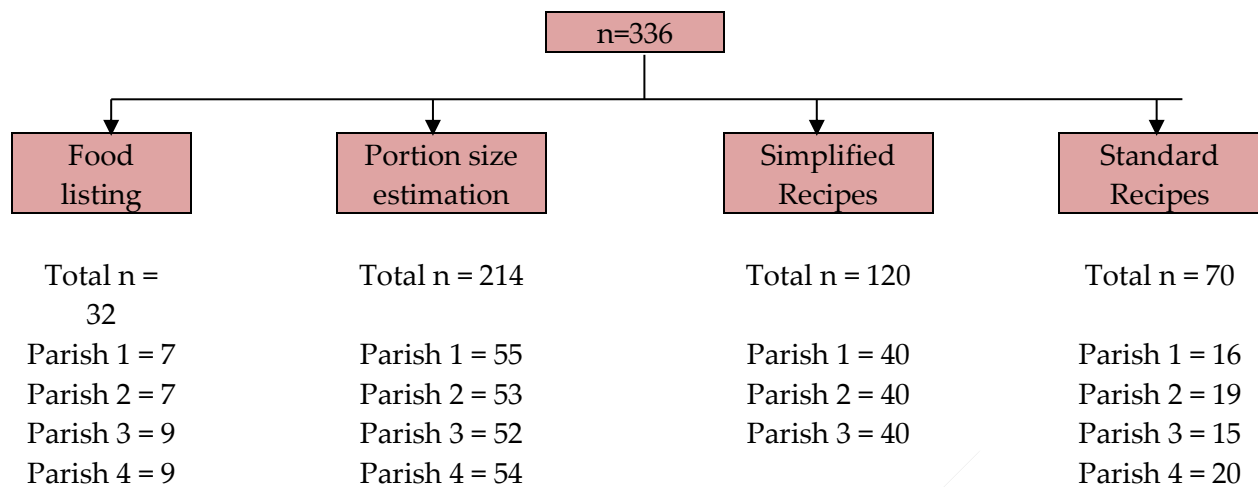 n=336
Food
listing
Portion size
estimation
Simplified
Recipes
Standard
Recipes
Total n =
32
Parish 1 = 7
Parish 2 = 7
Parish 3 = 9
Parish 4 = 9
Total n = 214
Parish 1 = 55
Parish 2 = 53
Parish 3 = 52
Parish 4 = 54
Total n = 120
Parish 1 = 40
Parish 2 = 40
Parish 3 = 40
Total n = 70
Parish 1 = 16
Parish 2 = 19
Parish 3 = 15
Parish 4 = 20